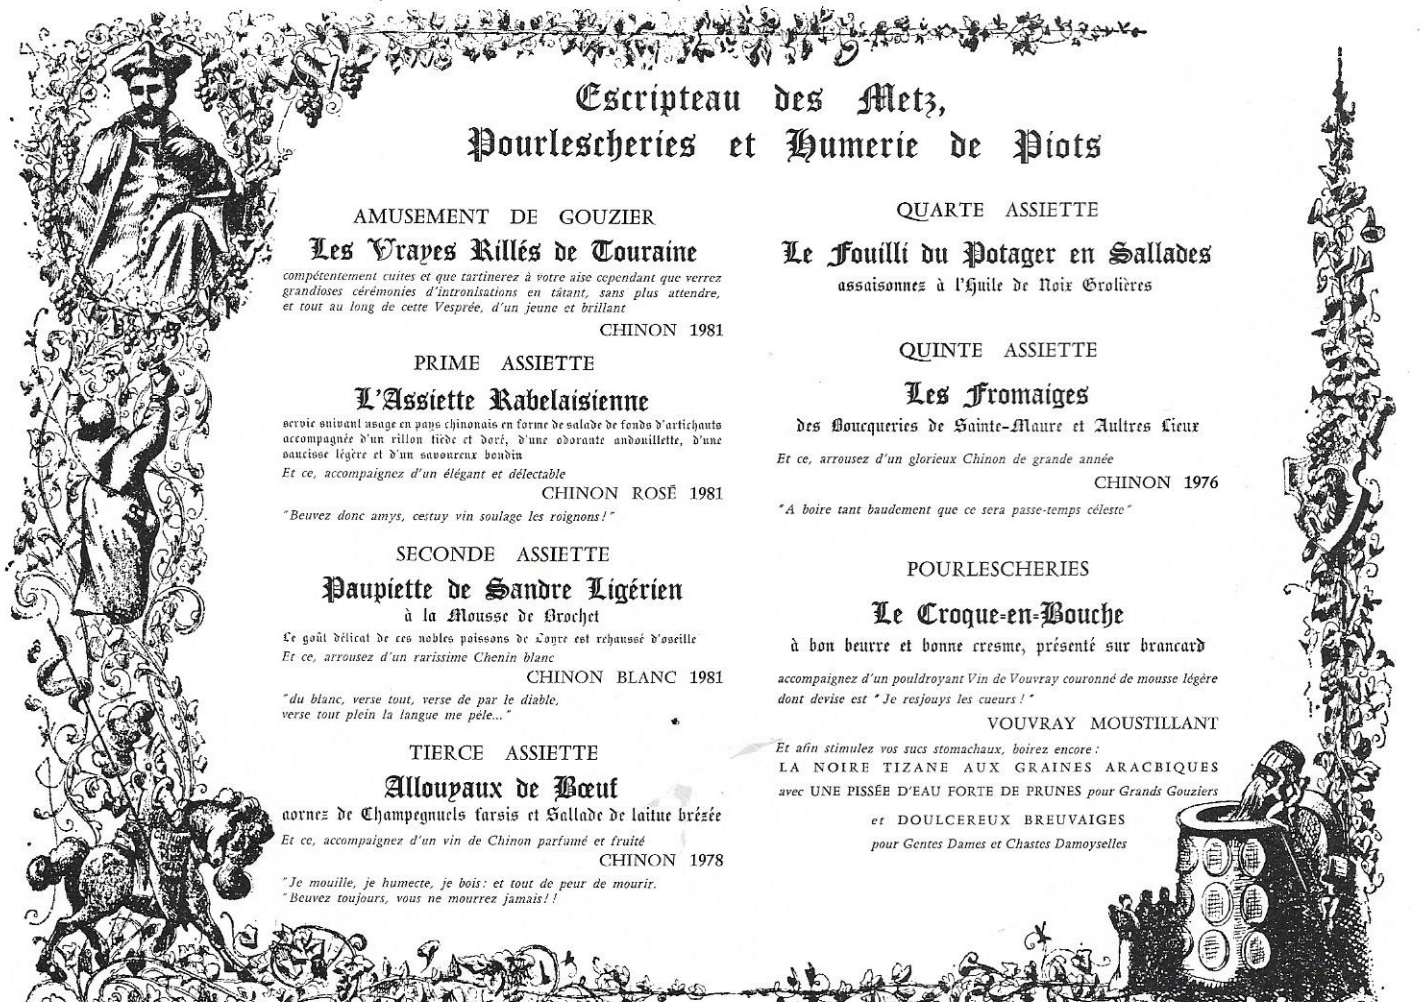 Escripteau des Metz,
Pourlescheries et Humerie de Piots
AMUSEMENT DE GOUZIER
Les Vrayes Rillés de Touraine
compétentement cuites et que tartinerez à votre aise cependant que verrez
grandioses cérémonies d'intronisations en tâtant, sans plus attendre,
et tout au long de cette Vesprée, d'un jeune et brillant
CHINON 1981
PRIME ASSIETTE
L'Assiette Rabelaisienne
servie suivant usage en pays chinonais en forme de salade de fonds d'artichauts
accompagnée d'un rillon tiède et doré, d'une odorante andouillette, d'une
saucisse légère et d'un savoureux boudin
Et ce, accompaignez d'un élégant et délectable
CHINON ROSÉ 1981
"Beuvez donc amys, cestuy vin soulage les roignons!"
SECONDE ASSIETTE
Paupiette de Sandre Ligérien
à la Mousse de Brochet
Le goût délicat de ces nobles poissons de Loyre est rehaussé d'oseille
Et ce, arrousez d'un rarissime Chenin blanc
CHINON BLANC 1981
"du blanc, verse tout, verse de par le diable,
verse tout plein la langue me pèle..."
TIERCE ASSIETTE
Alloupaux de Bœuf
aornez de Champegnuels farsis et Sallade de laitue brézée
Et ce, accompaignez d'un vin de Chinon parfumé et fruité
CHINON 1978
"Je mouille, je humecte, je bois: et tout de peur de mourir.
"Beuvez toujours, vous ne mourrez jamais!!
QUARTE ASSIETTE
Le Fouilli du Potager en Sallades
assaisonnez à l'Huile de Noix Grolières
QUINTE ASSIETTE
Les Fromaiges
des Boucqueries de Sainte-Maure et Aultres Lieux
Et ce, arrousez d'un glorieux Chinon de grande année
CHINON 1976
"A boire tant baudement que ce sera passe-temps céleste"
POURLESCHERIES
Le Croque-en-Bouche
à bon beurre et bonne cresme, présenté sur brancard
accompaignez d'un pouldroyant Vin de Vouvray couronné de mousse légère
dont devise est "Je resjouys les cueurs!"
VOUVRAY MOUSTILLANT
Et afin stimulez vos sucs stomachaux, boirez encore:
LA NOIRE TIZANE AUX GRAINES ARACBIQUES
avec UNE PISSÉE D'EAU FORTE DE PRUNES pour Grands Gouziers
et DOULCEREUX BREUVAIGES
pour Gentes Dames et Chastes Damoyselles
CHINON